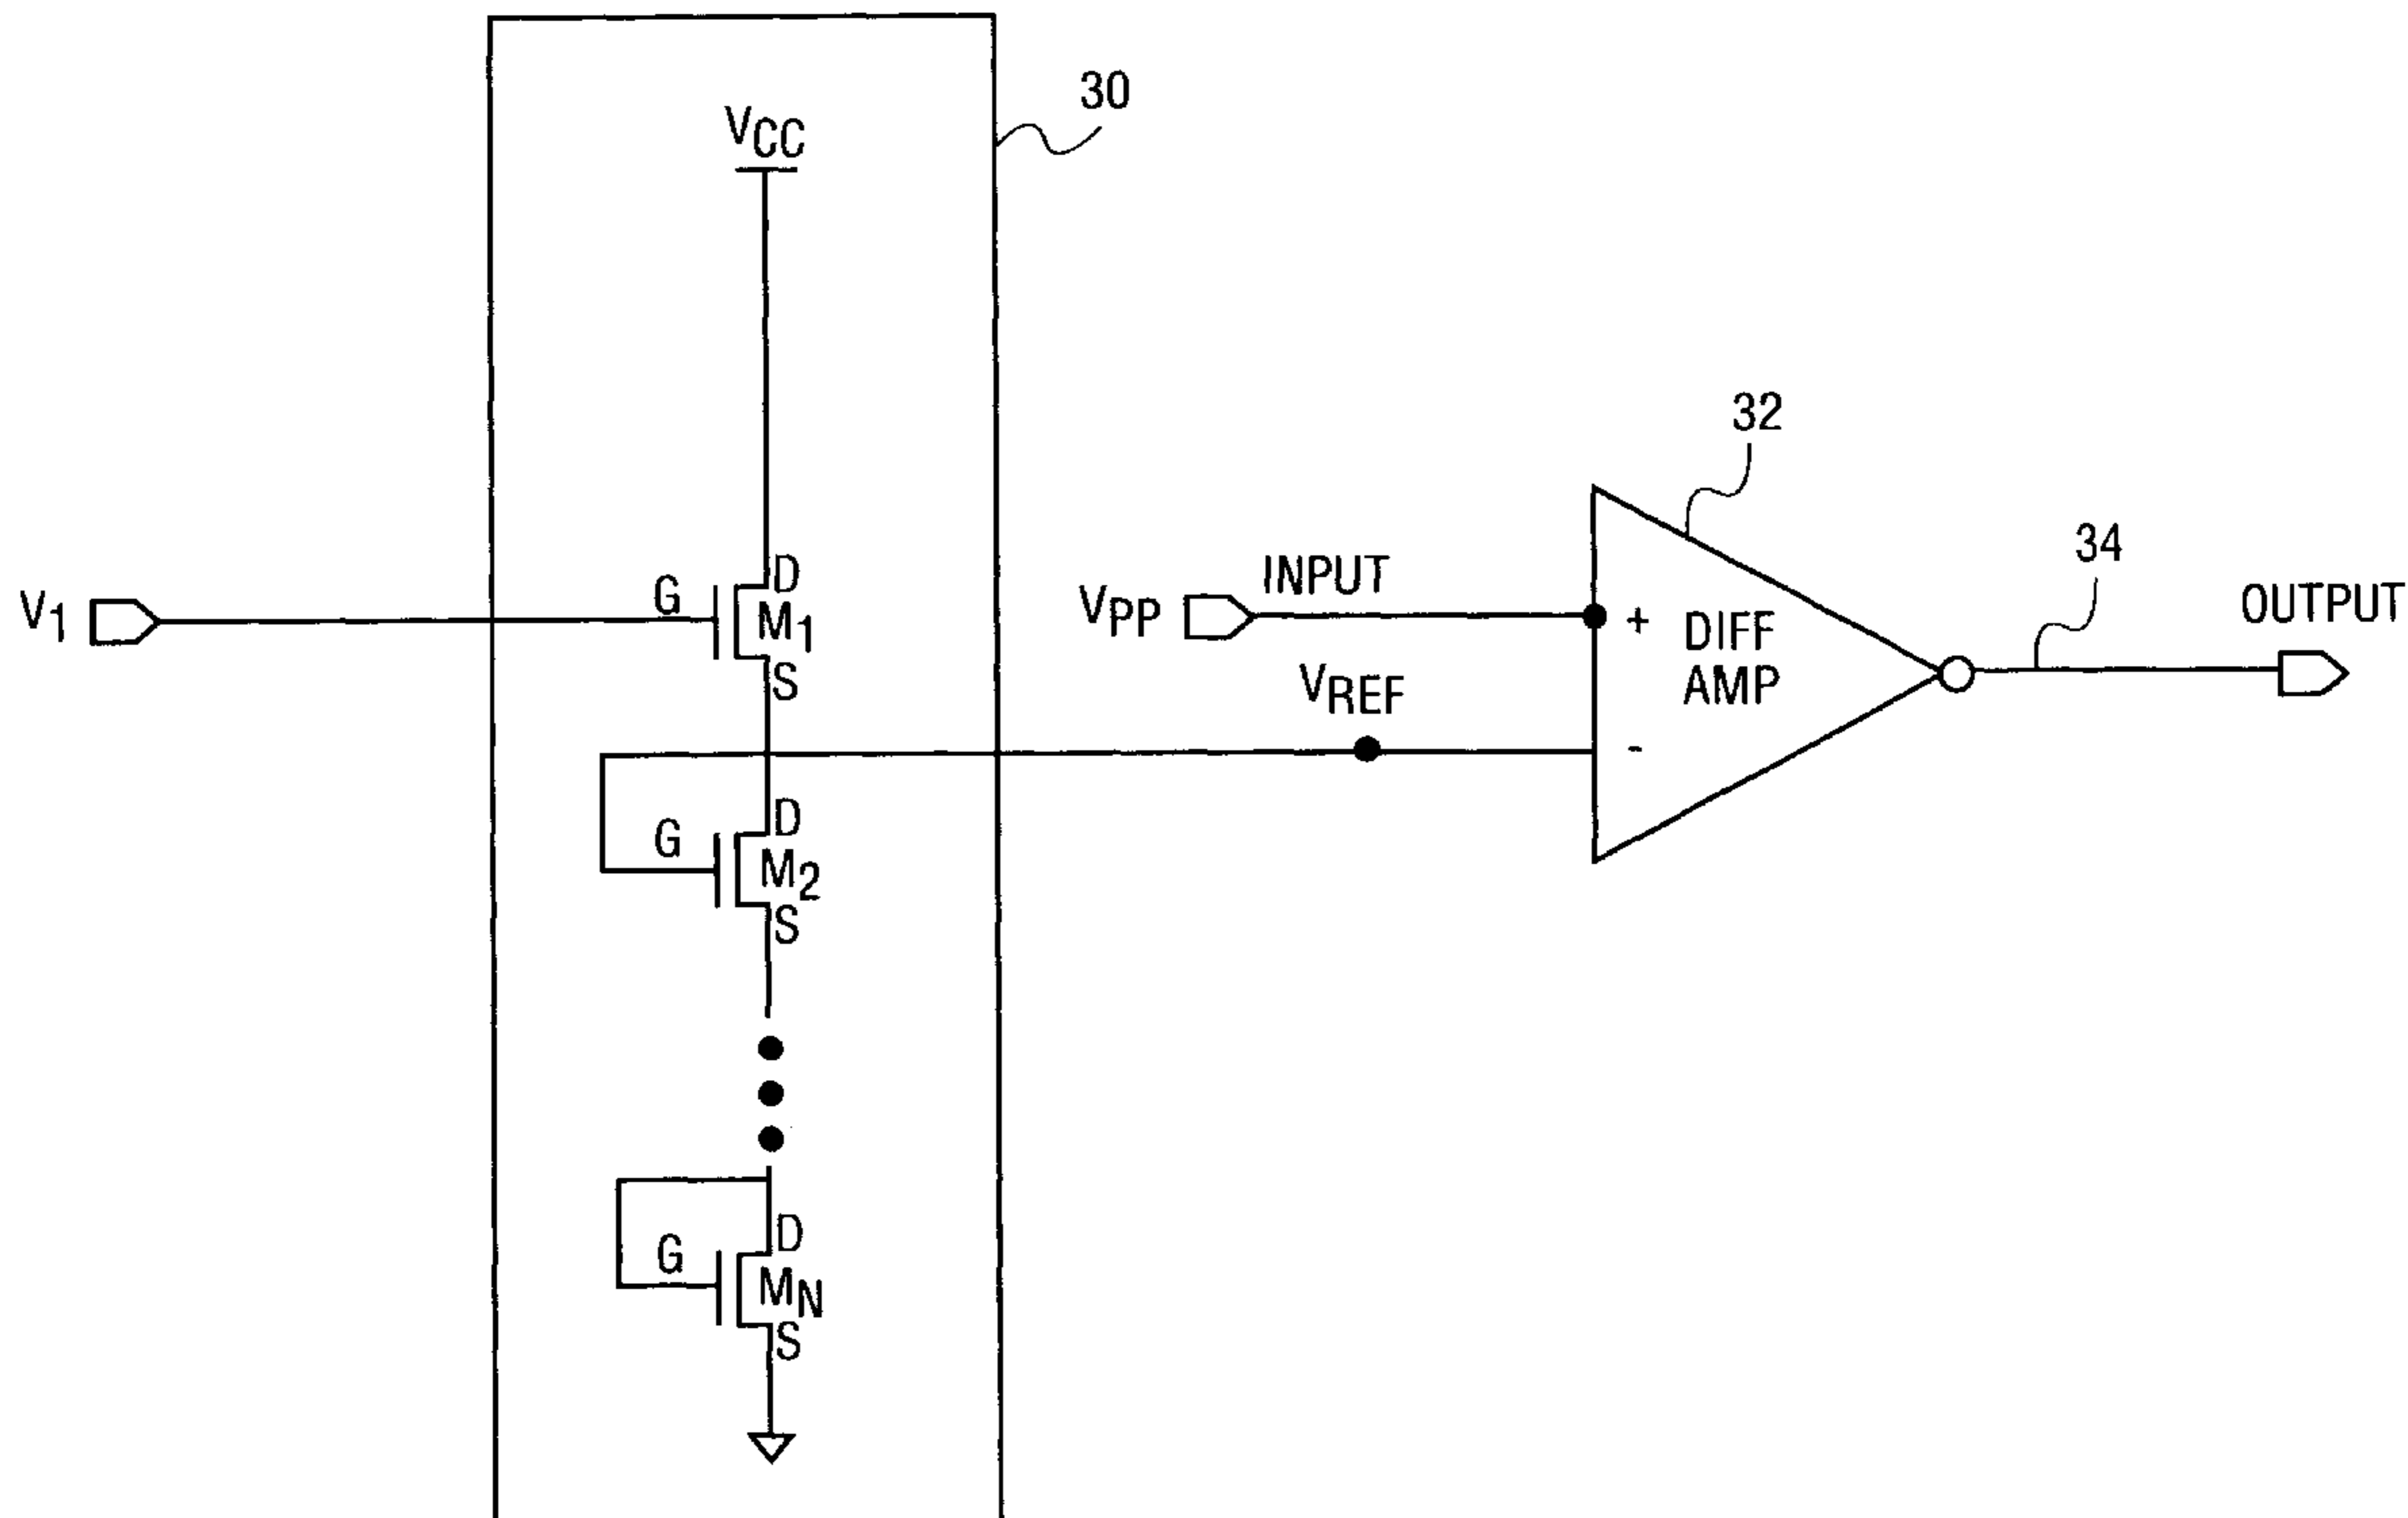 30
VCC
32
34
G D
V1
M1
S
VPP
INPUT
+ DIFF
AMP
OUTPUT
VREF
-
D
G
M2
S
D
G
MN
S